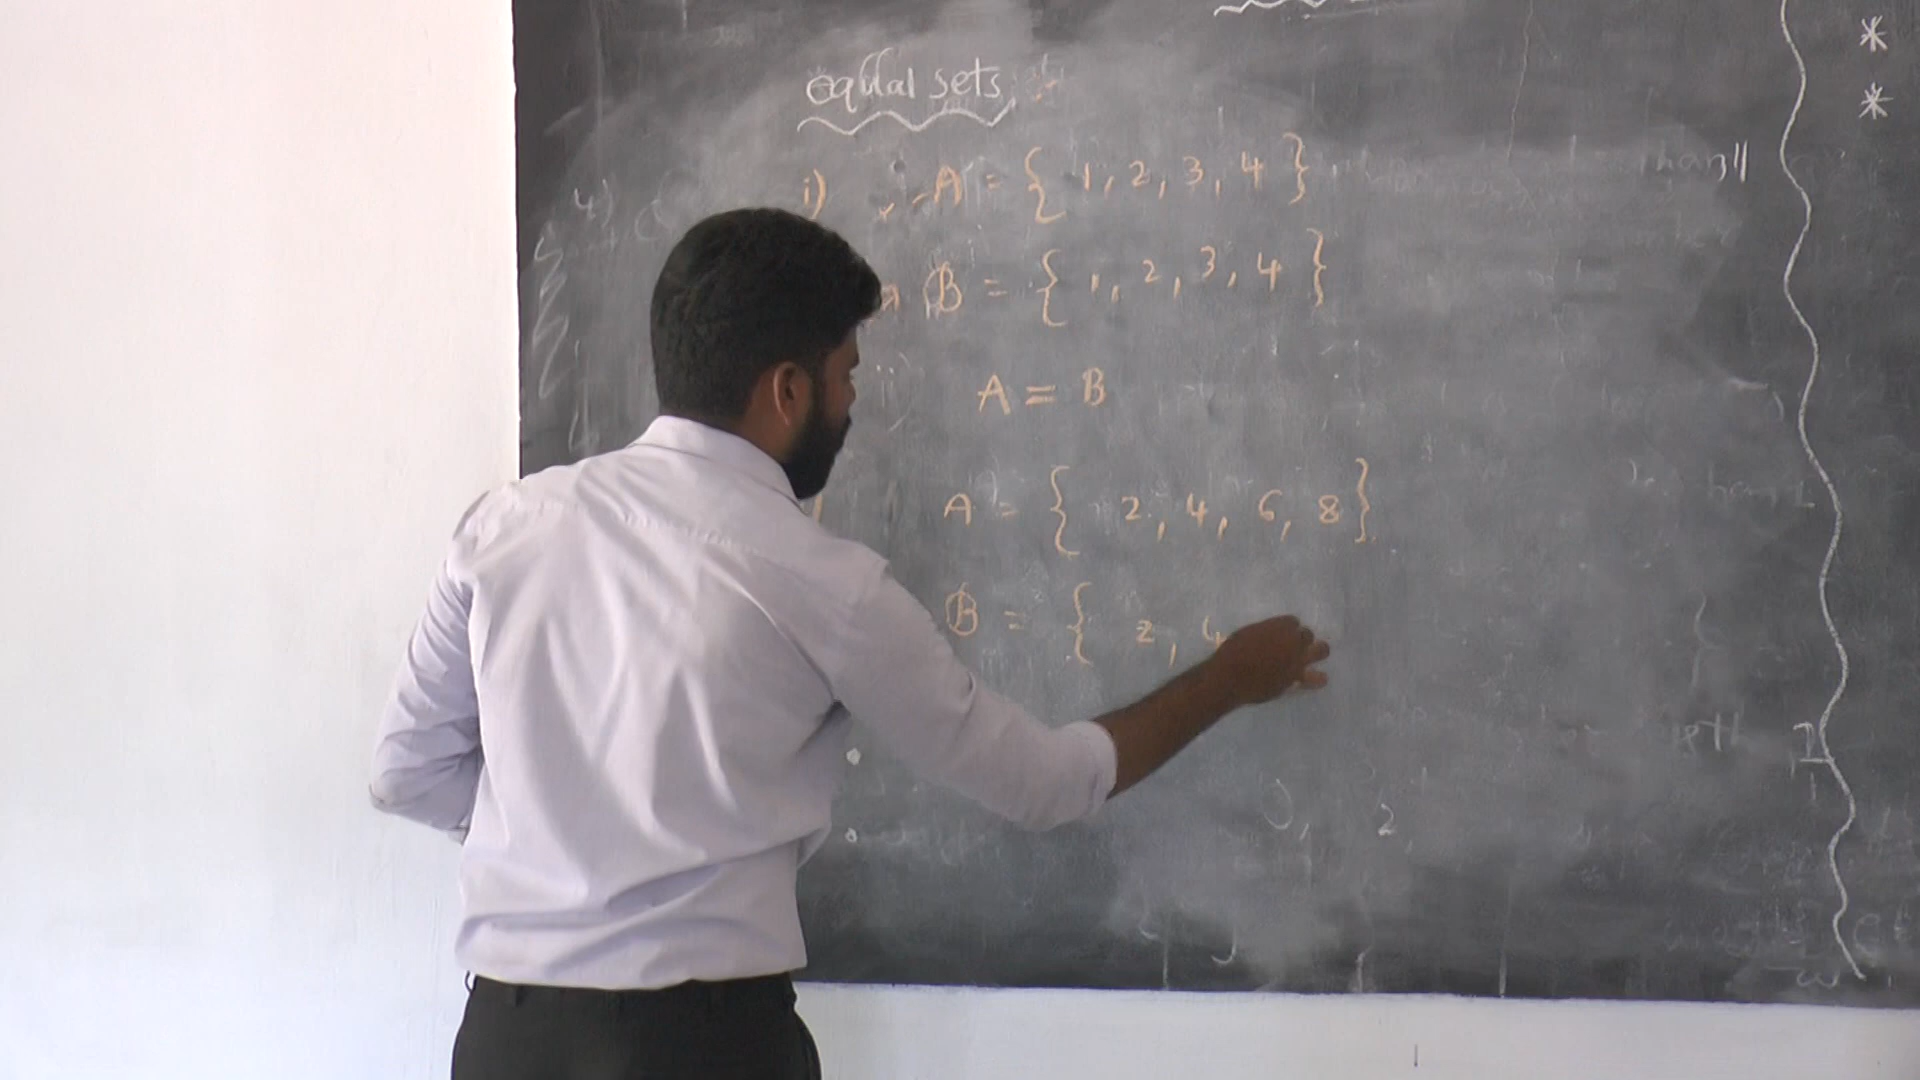 equal sets
i) A = { 1, 2, 3, 4 }
B = { 1, 2, 3, 4 }
A = B
A = { 2, 4, 6, 8 }
B = { 2, 4